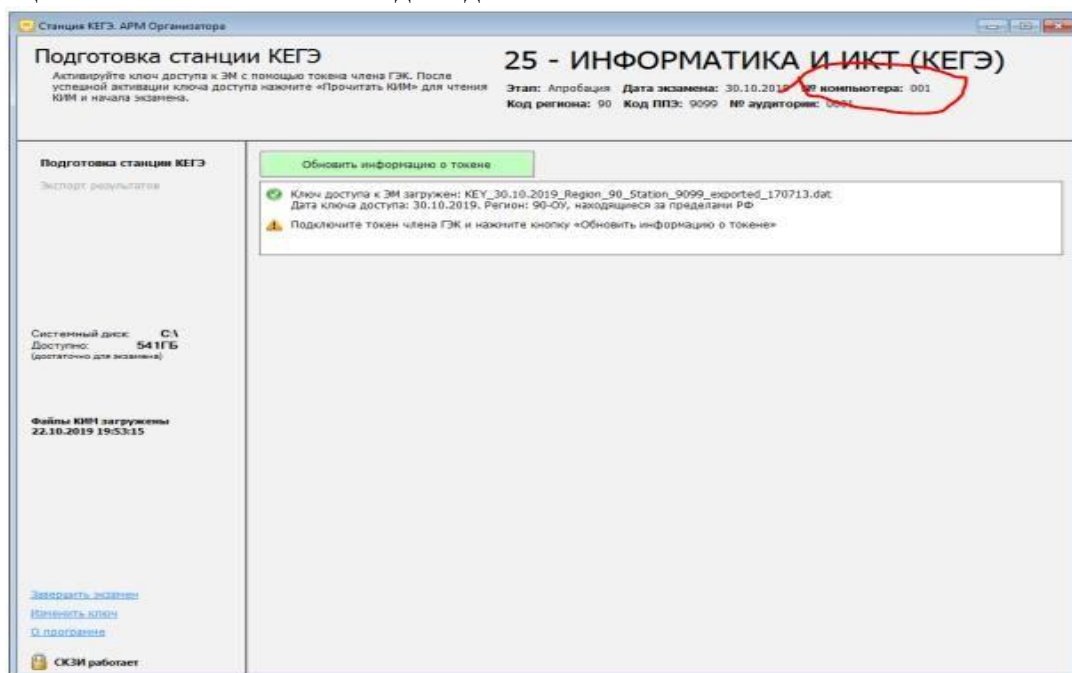 Станция КЕГЭ. АРМ Организатора
Подготовка станции КЕГЭ
Активируйте ключ доступа к ЭМ с помощью токена члена ГЭК. После
успешной активации ключа доступа нажмите «Прочитать КИМ» для чтения
КИМ и начала экзамена.
25 - ИНФОРМАТИКА И ИКТ (КЕГЭ)
Этап: Апробация Дата экзамена: 30.10.2019 № компьютера: 001
Код региона: 90 Код ППЭ: 9099 № аудитории: 0001
Подготовка станции КЕГЭ
Экспорт результатов
Обновить информацию о токене
Ключ доступа к ЭМ загружен: KEY_30.10.2019_Region_90_Station_9099_exported_170713.dat
Дата ключа доступа: 30.10.2019. Регион: 90-ОУ, находящиеся за пределами РФ
Подключите токен члена ГЭК и нажмите кнопку «Обновить информацию о токене»
Системный диск: C:\
Доступно: 541ГБ
(достаточно для экзамена)
Файлы КИМ загружены
22.10.2019 19:53:15
Завершить экзамен
Изменить ключ
О программе
СКЗИ работает